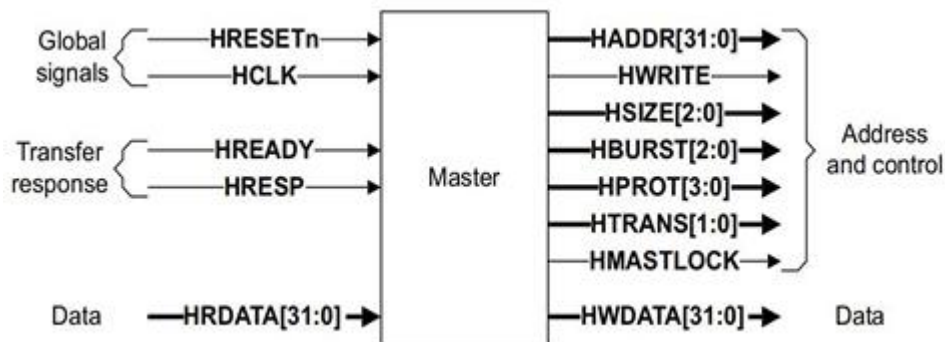 Global
signals
HRESETn
HCLK
Transfer
response
HREADY
HRESP
Data
HRDATA[31:0]
Master
HADDR[31:0]
HWRITE
HSIZE[2:0]
HBURST[2:0]
HPROT[3:0]
HTRANS[1:0]
HMASTLOCK
Address
and control
HWDATA[31:0]
Data